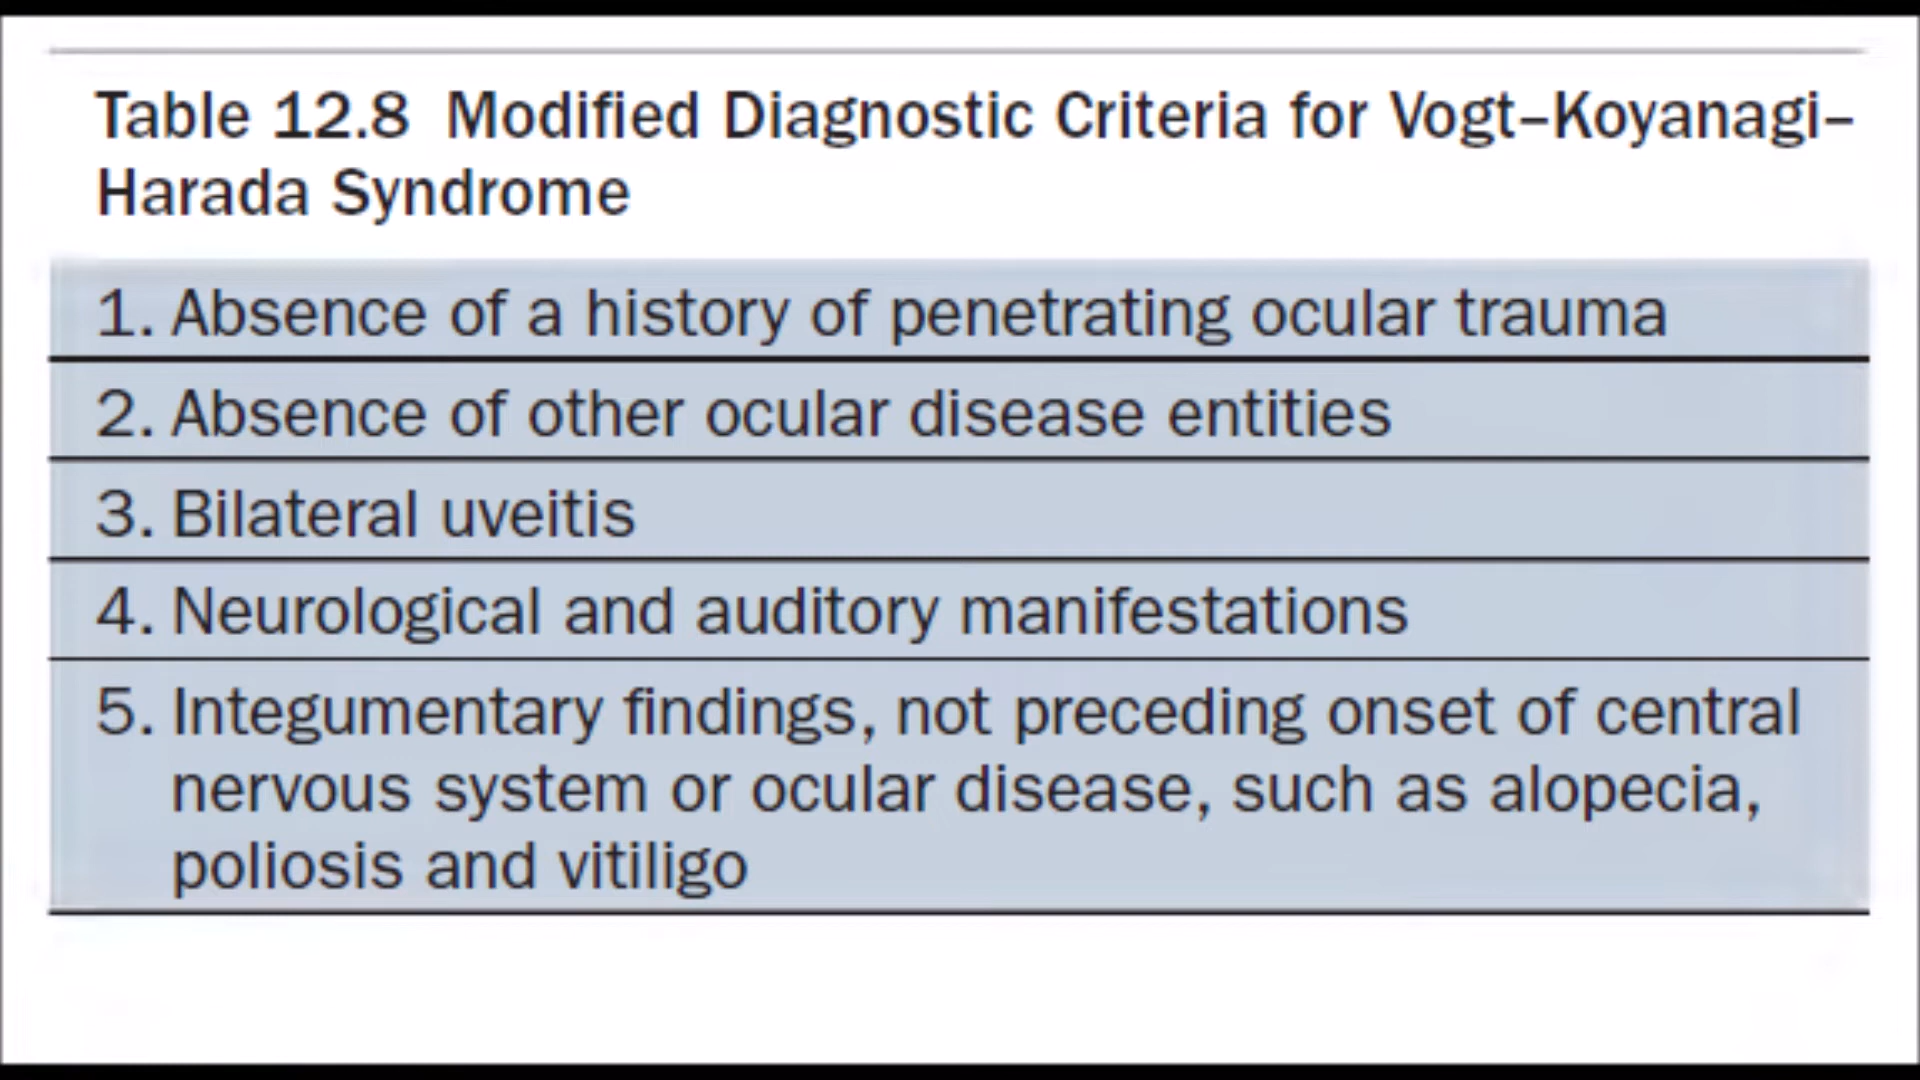 Table 12.8 Modified Diagnostic Criteria for Vogt–Koyanagi–
Harada Syndrome
1. Absence of a history of penetrating ocular trauma
2. Absence of other ocular disease entities
3. Bilateral uveitis
4. Neurological and auditory manifestations
5. Integumentary findings, not preceding onset of central
nervous system or ocular disease, such as alopecia,
poliosis and vitiligo